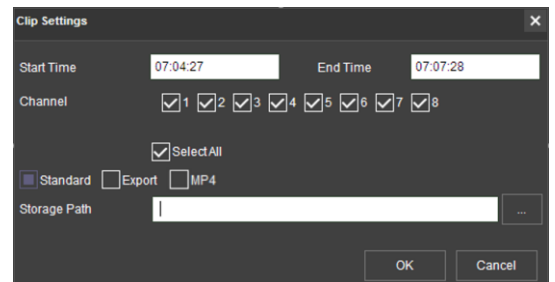 Clip Settings
Start Time 07:04:27 End Time 07:07:28
Channel 1 2 3 4 5 6 7 8
Select All
Standard Export MP4
Storage Path ...
OK Cancel